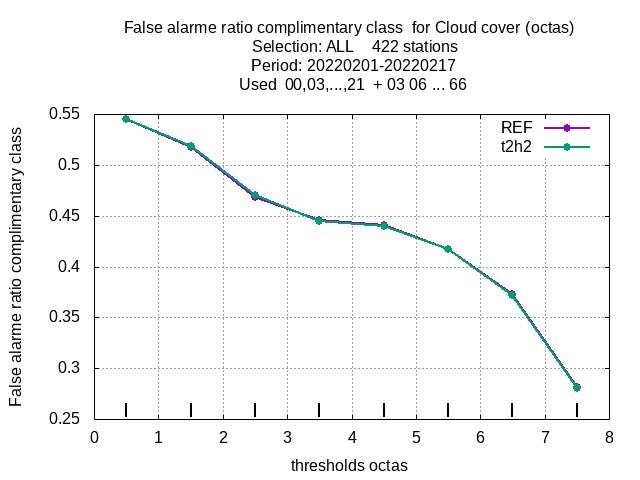 False alarme ratio complimentary class  for Cloud cover (octas)
Selection: ALL    422 stations
Period: 20220201-20220217
Used  00,03,...,21  + 03 06 ... 66
False alarme ratio complimentary class
0.55
0.5
0.45
0.4
0.35
0.3
0.25
REF
t2h2
0 1 2 3 4 5 6 7 8
thresholds octas